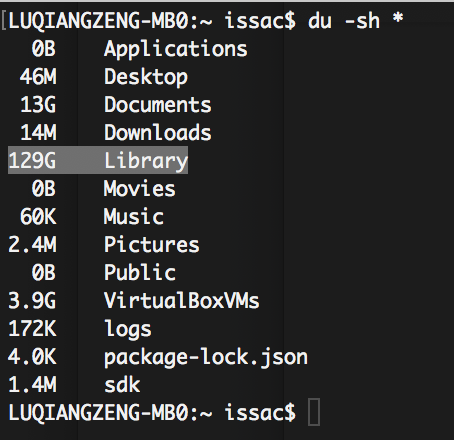 [LUQIANGZENG-MB0:~ issac$ du -sh *
0B Applications
46M Desktop
13G Documents
14M Downloads
129G Library
0B Movies
60K Music
2.4M Pictures
0B Public
3.9G VirtualBoxVMs
172K logs
4.0K package-lock.json
1.4M sdk
LUQIANGZENG-MB0:~ issac$